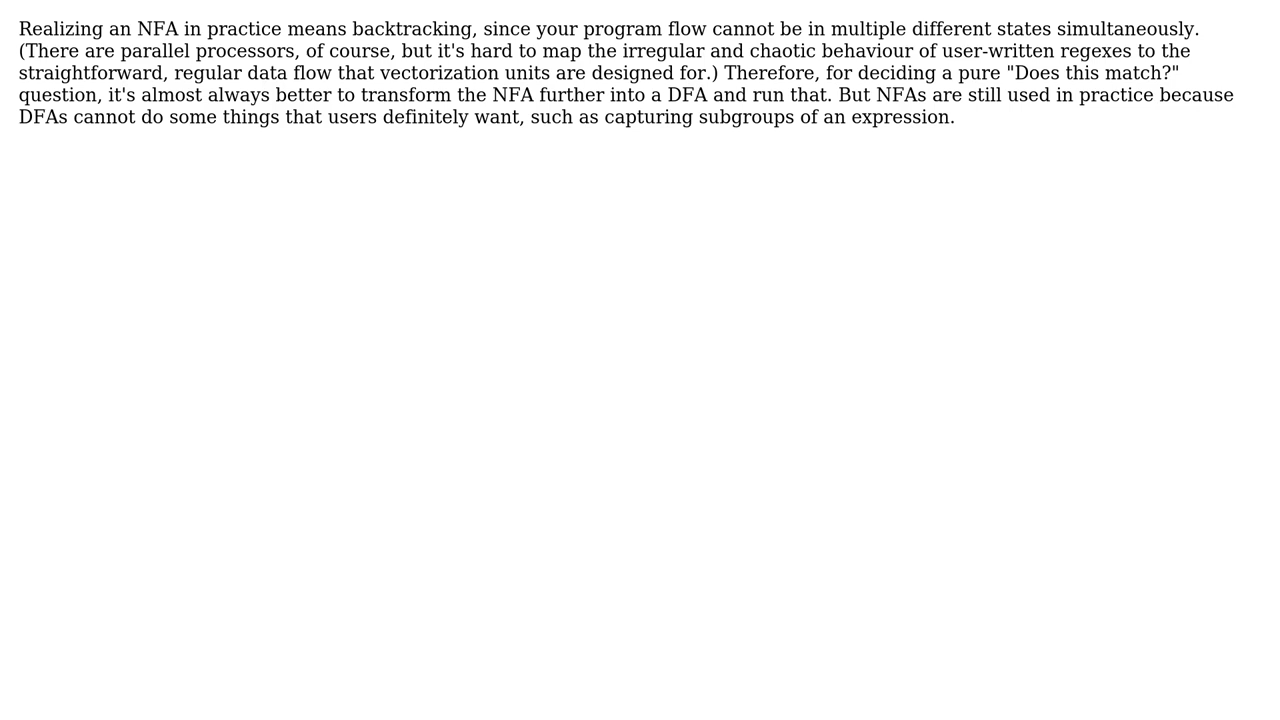 Realizing an NFA in practice means backtracking, since your program flow cannot be in multiple different states simultaneously.
(There are parallel processors, of course, but it's hard to map the irregular and chaotic behaviour of user-written regexes to the
straightforward, regular data flow that vectorization units are designed for.) Therefore, for deciding a pure "Does this match?"
question, it's almost always better to transform the NFA further into a DFA and run that. But NFAs are still used in practice because
DFAs cannot do some things that users definitely want, such as capturing subgroups of an expression.